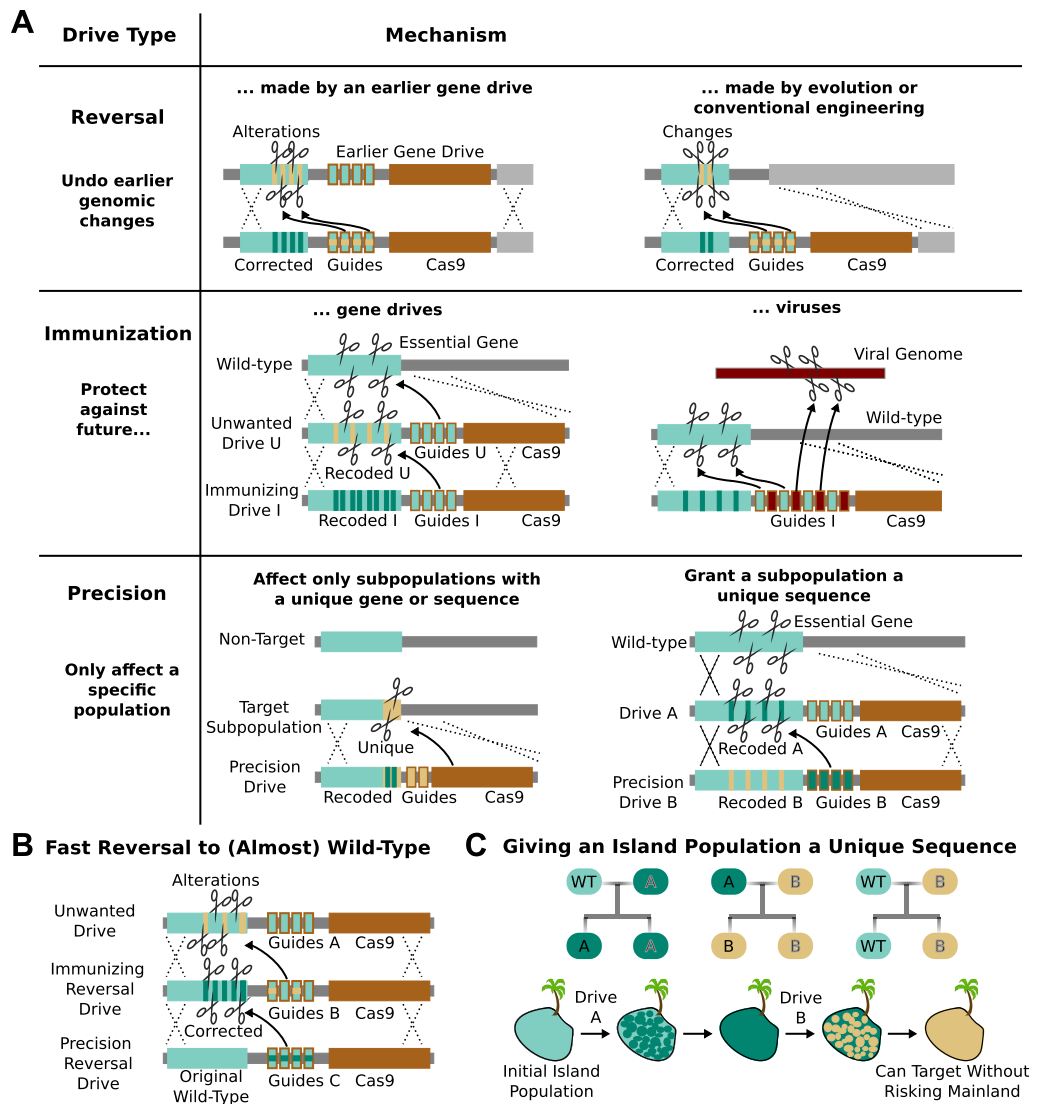 A
Drive Type
Mechanism
Reversal
Undo earlier
genomic
changes
... made by an earlier gene drive
Alterations
Earlier Gene Drive
Corrected
Guides
Cas9
... made by evolution or
conventional engineering
Changes
Corrected
Guides
Cas9
Immunization
Protect
against
future...
... gene drives
Wild-type
Essential Gene
Unwanted
Drive U
Recoded U
Guides U
Cas9
Immunizing
Drive I
Recoded I
Guides I
Cas9
... viruses
Viral Genome
Wild-type
Guides I
Cas9
Precision
Only affect a
specific
population
Affect only subpopulations with
a unique gene or sequence
Non-Target
Target
Subpopulation
Unique
Precision
Drive
Recoded
Guides
Cas9
Grant a subpopulation a
unique sequence
Wild-type
Essential Gene
Drive A
Recoded A
Guides A
Cas9
Precision
Drive B
Recoded B
Guides B
Cas9
B
Fast Reversal to (Almost) Wild-Type
Alterations
Unwanted
Drive
Guides A
Cas9
Immunizing
Reversal
Drive
Corrected
Guides B
Cas9
Precision
Reversal
Drive
Original
Wild-Type
Guides C
Cas9
C
Giving an Island Population a Unique Sequence
WT
A
A
B
WT
B
A
A
B
B
WT
B
Drive
A
Drive
B
Initial Island
Population
Can Target Without
Risking Mainland